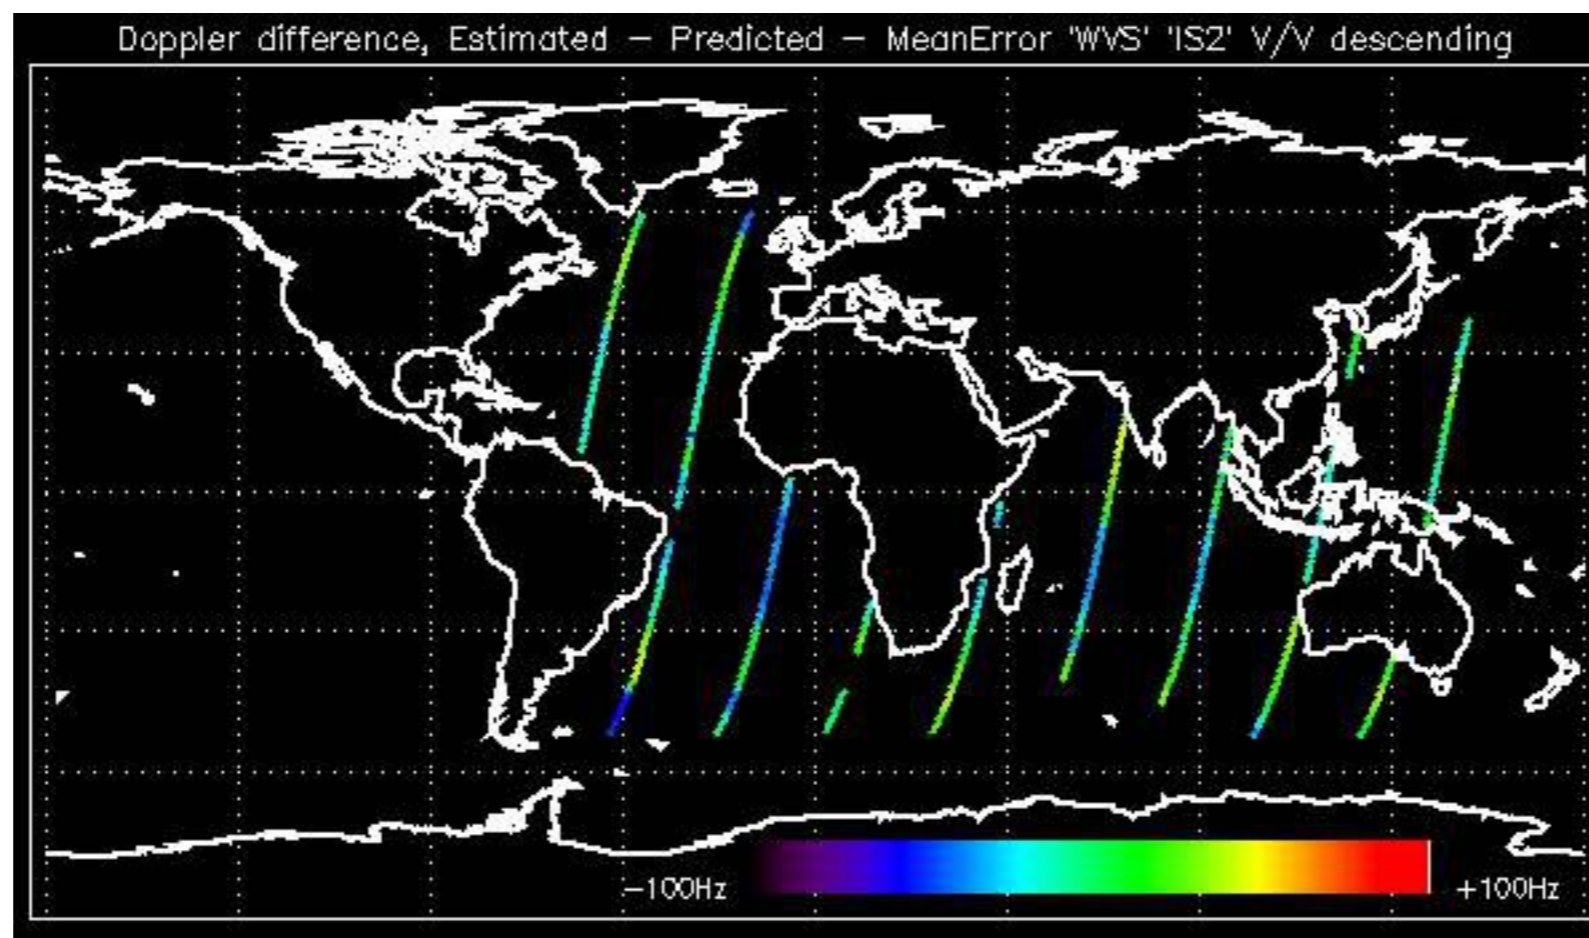 Doppler difference, Estimated – Predicted – MeanError 'WVS' 'IS2' V/V descending
–100Hz
+100Hz